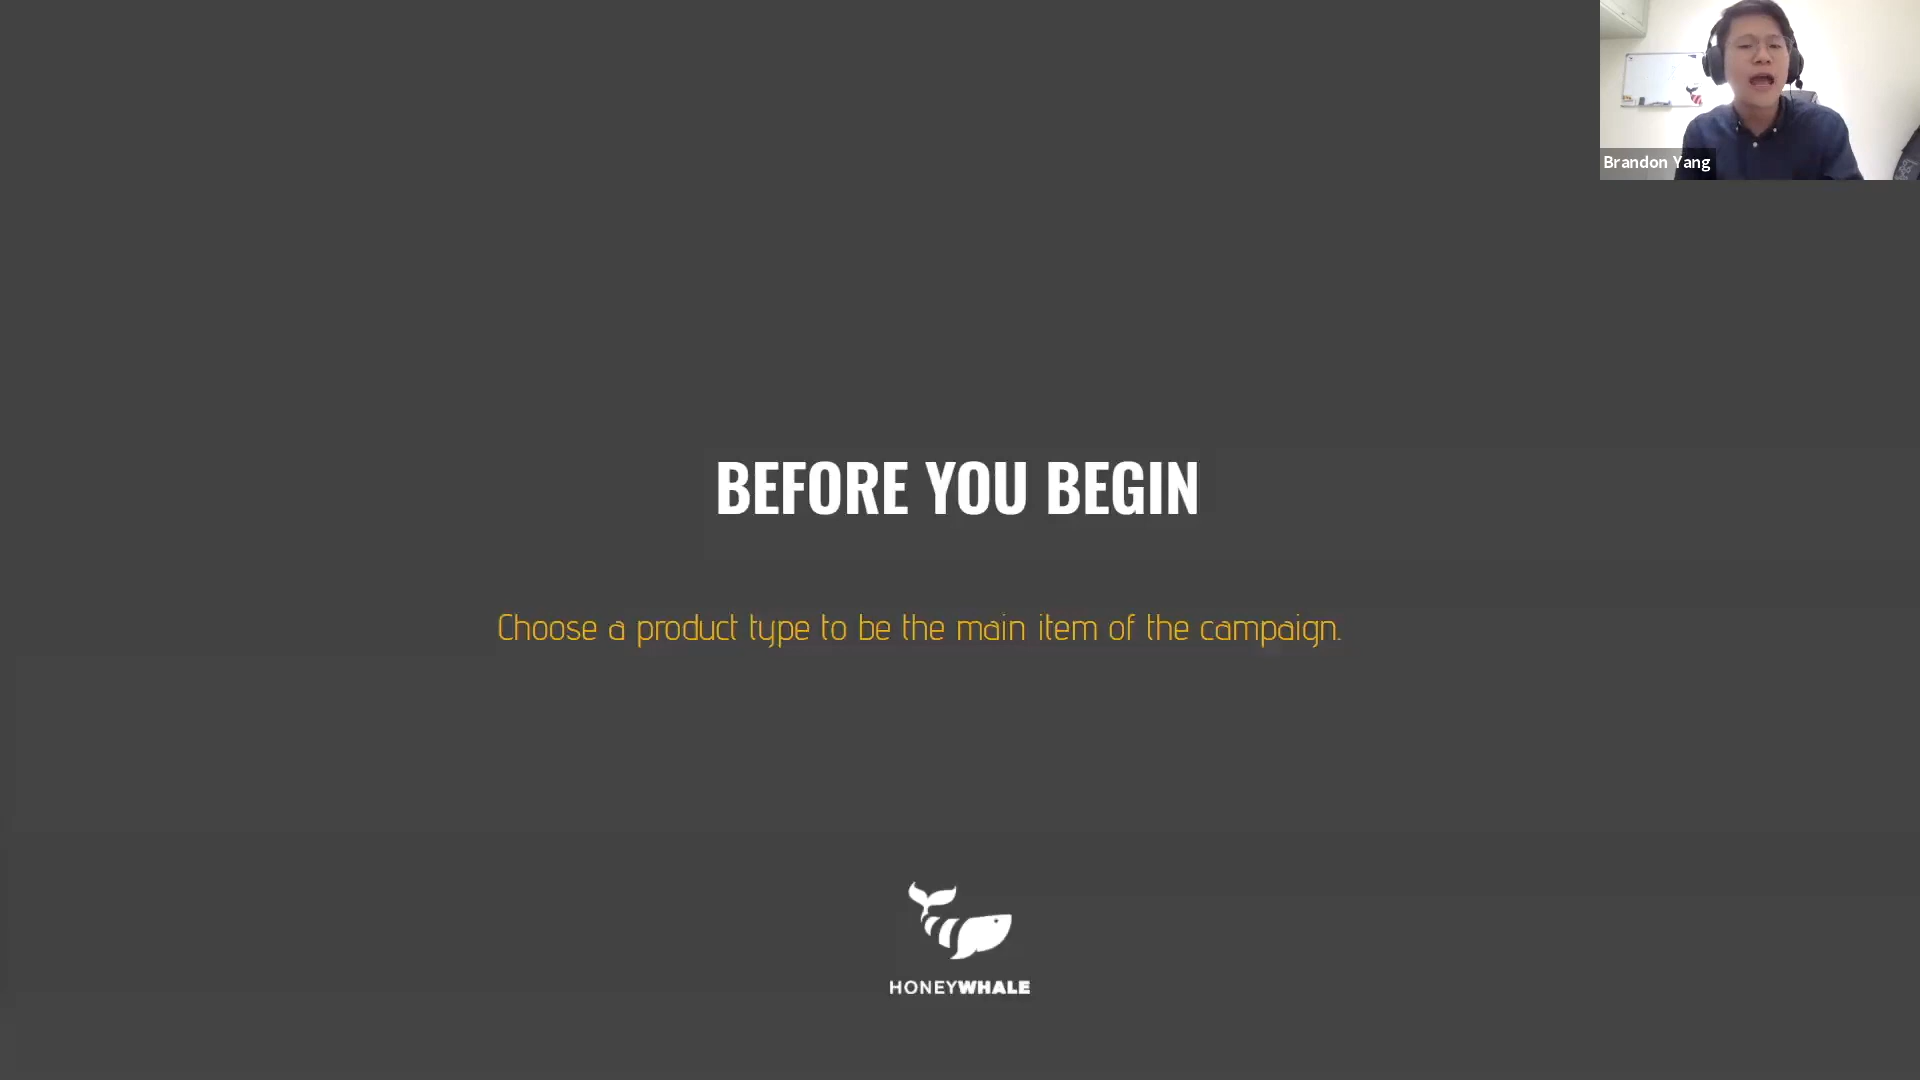 Brandon Yang
BEFORE YOU BEGIN
Choose a product type to be the main item of the campaign.
HONEYWHALE